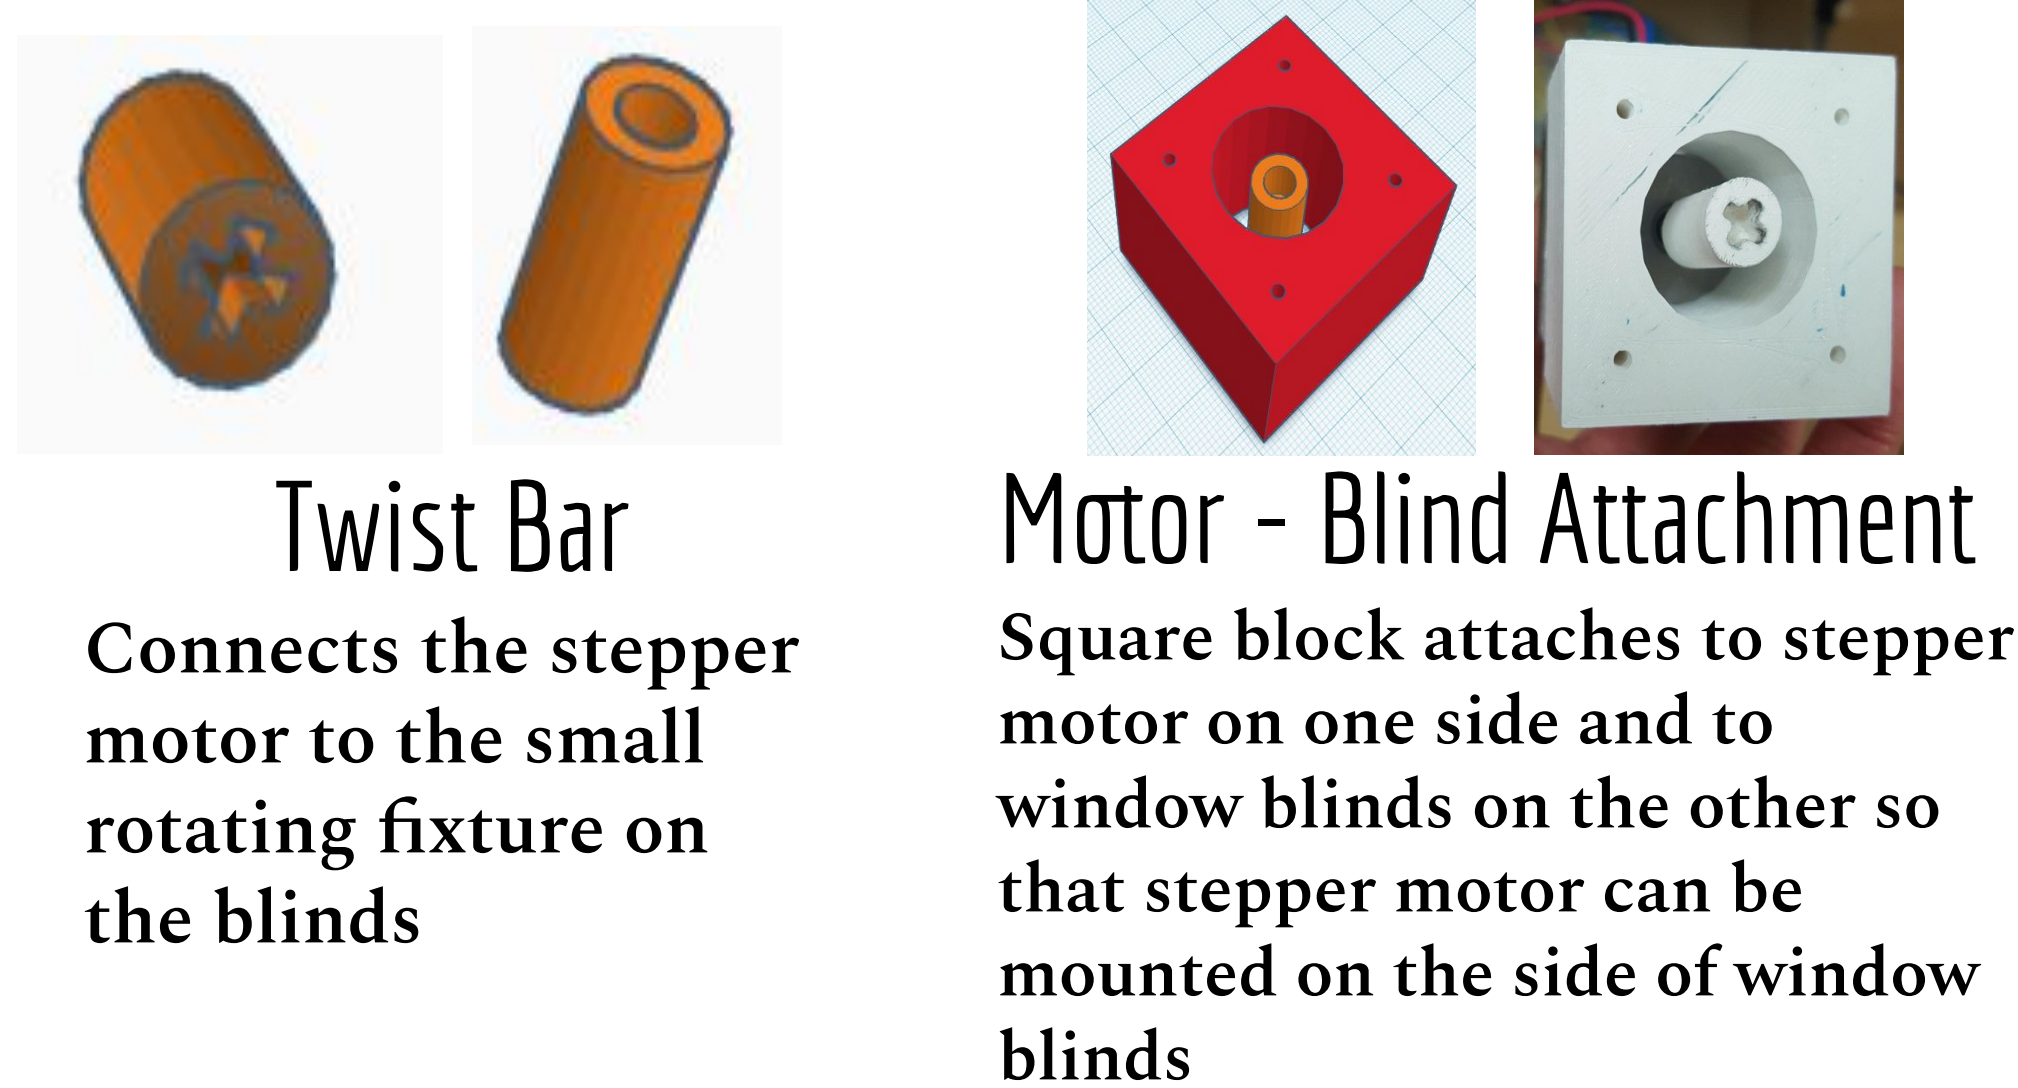 Twist Bar
Connects the stepper
motor to the small
rotating fixture on
the blinds
Motor - Blind Attachment
Square block attaches to stepper
motor on one side and to
window blinds on the other so
that stepper motor can be
mounted on the side of window
blinds